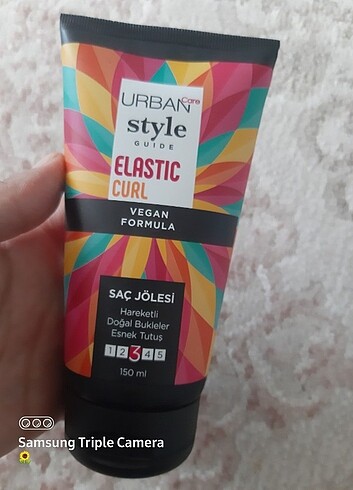 URBAN Care
style
GUIDE
ELASTIC
CURL
VEGAN
FORMULA
SAÇ JÖLESİ
Hareketli
Doğal Bukleler
Esnek Tutuş
1 2 3 4 5
150 ml
Samsung Triple Camera